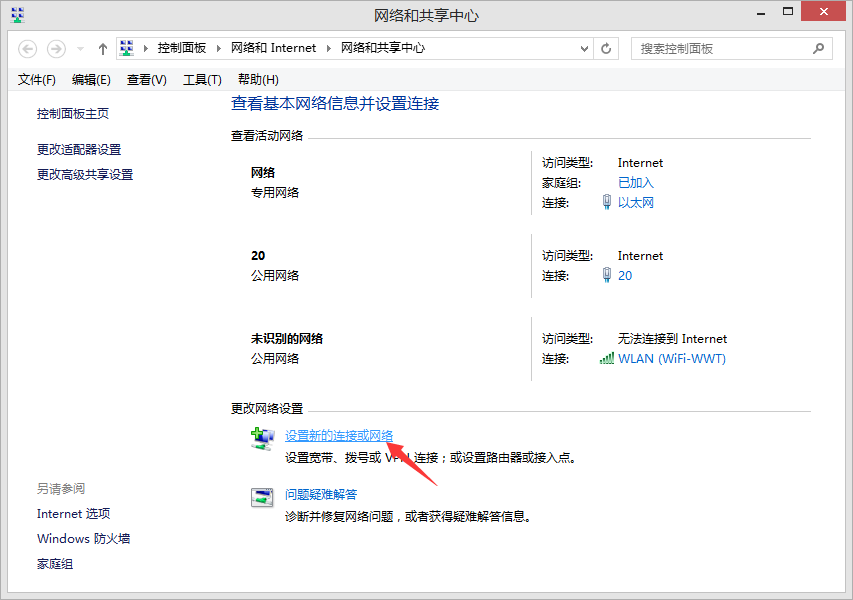 网络和共享中心
控制面板 网络和 Internet 网络和共享中心
搜索控制面板
文件(F) 编辑(E) 查看(V) 工具(T) 帮助(H)
控制面板主页
更改适配器设置
更改高级共享设置
查看基本网络信息并设置连接
查看活动网络
网络
专用网络
访问类型: Internet
家庭组: 已加入
连接: 以太网
20
公用网络
访问类型: Internet
连接: 20
未识别的网络
公用网络
访问类型: 无法连接到 Internet
连接: WLAN (WiFi-WWT)
更改网络设置
设置新的连接或网络
设置宽带、拨号或 VPN 连接；或设置路由器或接入点。
问题疑难解答
诊断并修复网络问题，或者获得疑难解答信息。
另请参阅
Internet 选项
Windows 防火墙
家庭组